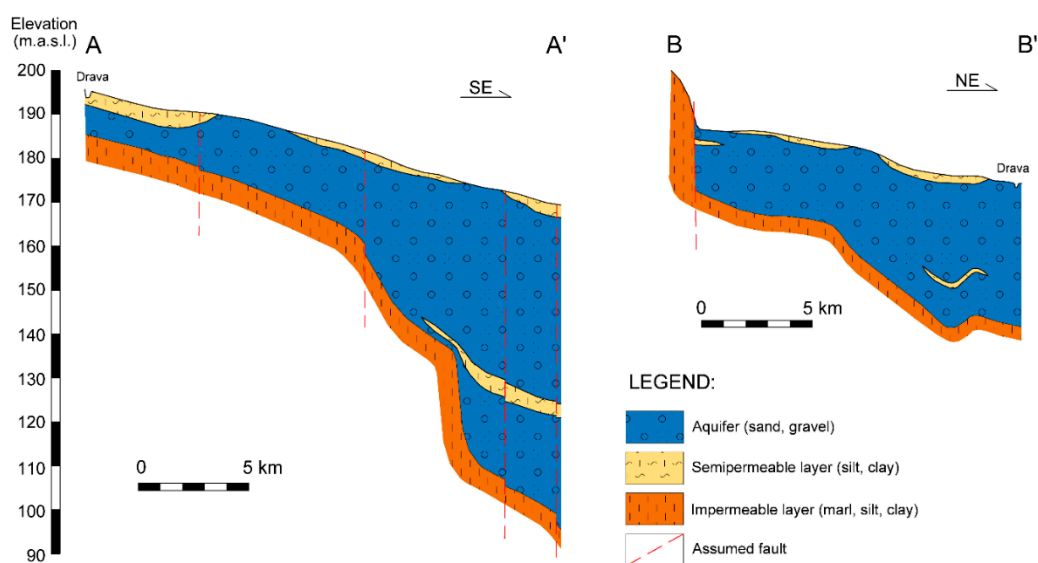 Elevation
(m.a.s.l.)
A
A'
B
B'
200
190
180
170
160
150
140
130
120
110
100
90
Drava
SE
0
5 km
NE
Drava
0
5 km
LEGEND:
Aquifer (sand, gravel)
Semipermeable layer (silt, clay)
Impermeable layer (marl, silt, clay)
Assumed fault